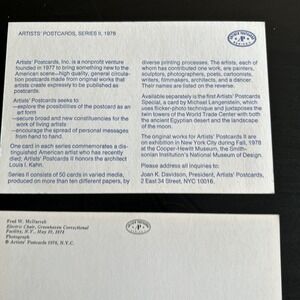 ARTISTS' POSTCARDS, SERIES II, 1978
Artists' Postcards, Inc. is a nonprofit venture
founded in 1977 to bring something new to the
American scene—high quality, general circula-
tion postcards made from original works that
artists create expressly to be published as
postcards.
Artists' Postcards seeks to
—explore the possibilities of the postcard as an
art form
—secure broad and new constituencies for the
work of living artists
—encourage the spread of personal messages
from hand to hand.
One card in each series commemorates a dis-
tinguished American artist who has recently
died; Artists' Postcards II honors the architect
Louis I. Kahn.
Series II consists of 50 cards in varied media,
produced on more than ten different papers, by
diverse printing processes. The artists, each of
whom has contributed one work, are painters,
sculptors, photographers, poets, cartoonists,
writers, filmmakers, architects, and a dancer.
Their names are listed on the reverse.
Available separately is the first Artists' Postcards
Special, a card by Michael Langenstein, which
uses flicker-photo technique and juxtaposes the
twin towers of the World Trade Center with both
the ancient Egyptian desert and the landscape
of the moon.
The original works for Artists' Postcards II are
on exhibition in New York City during Fall, 1978
at the Cooper-Hewitt Museum, the Smith-
sonian Institution's National Museum of Design.
Please address all inquiries to:
Joan K. Davidson, President, Artists' Postcards,
2 East 34 Street, NYC 10016.
Fred W. McDarrah
Electric Chair, Greenhaven Correctional
Facility, N.Y., May 19, 1974
Photograph
© Artists' Postcards 1978, N.Y.C.